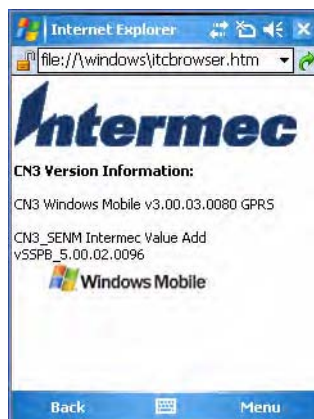 Internet Explorer
file://\windows\itcbrowser.htm
Intermec
CN3 Version Information:
CN3 Windows Mobile v3.00.03.0080 GPRS
CN3_SENM Intermec Value Add
vSSPB_5.00.02.0096
Windows Mobile
Back Menu